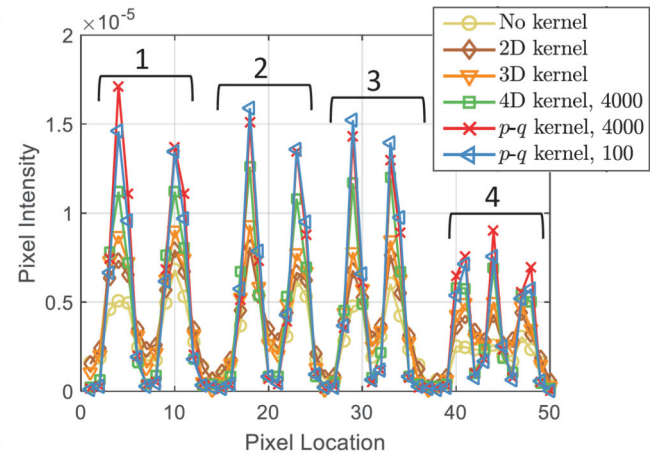 ×10⁻⁵
2
1.5
1
0.5
0
Pixel Intensity
0 10 20 30 40 50
Pixel Location
1
2
3
4
No kernel
2D kernel
3D kernel
4D kernel, 4000
p-q kernel, 4000
p-q kernel, 100